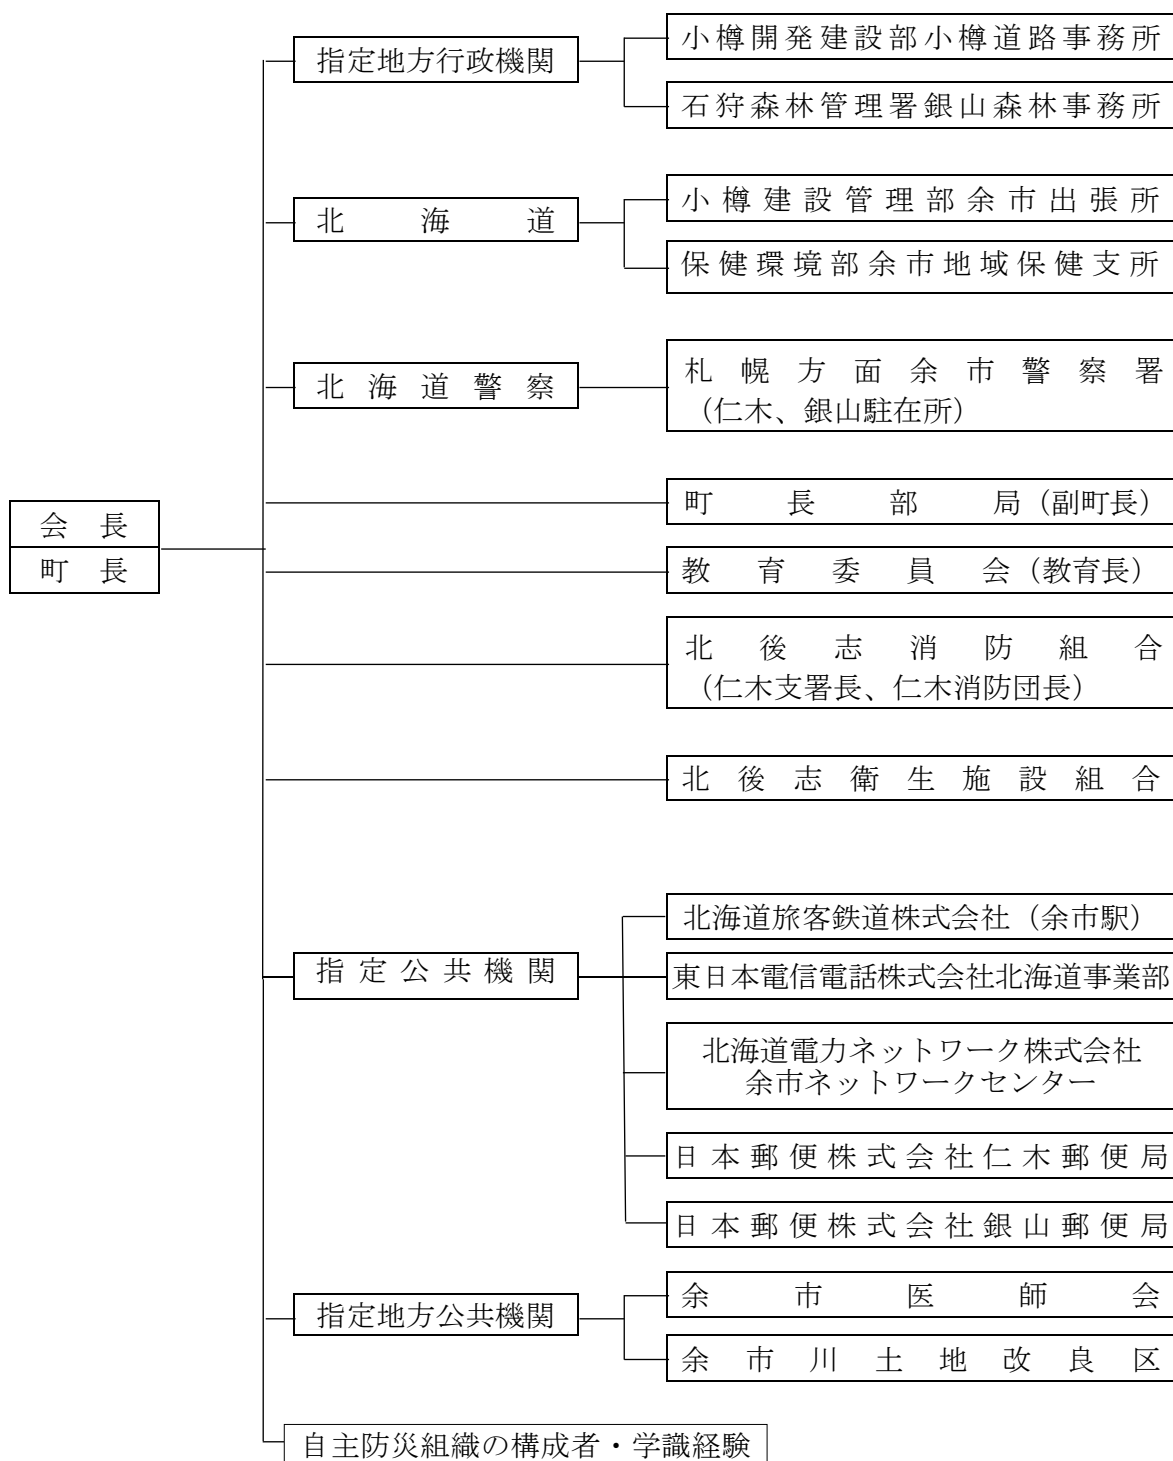 会長
町長
指定地方行政機関
小樽開発建設部小樽道路事務所
石狩森林管理署銀山森林事務所
北海道
小樽建設管理部余市出張所
保健環境部余市地域保健支所
北海道警察
札幌方面余市警察署
（仁木、銀山駐在所）
町長部局（副町長）
教育委員会（教育長）
北後志消防組合
（仁木支署長、仁木消防団長）
北後志衛生施設組合
指定公共機関
北海道旅客鉄道株式会社（余市駅）
東日本電信電話株式会社北海道事業部
北海道電力ネットワーク株式会社
余市ネットワークセンター
日本郵便株式会社仁木郵便局
日本郵便株式会社銀山郵便局
指定地方公共機関
余市医師会
余市川土地改良区
自主防災組織の構成者・学識経験